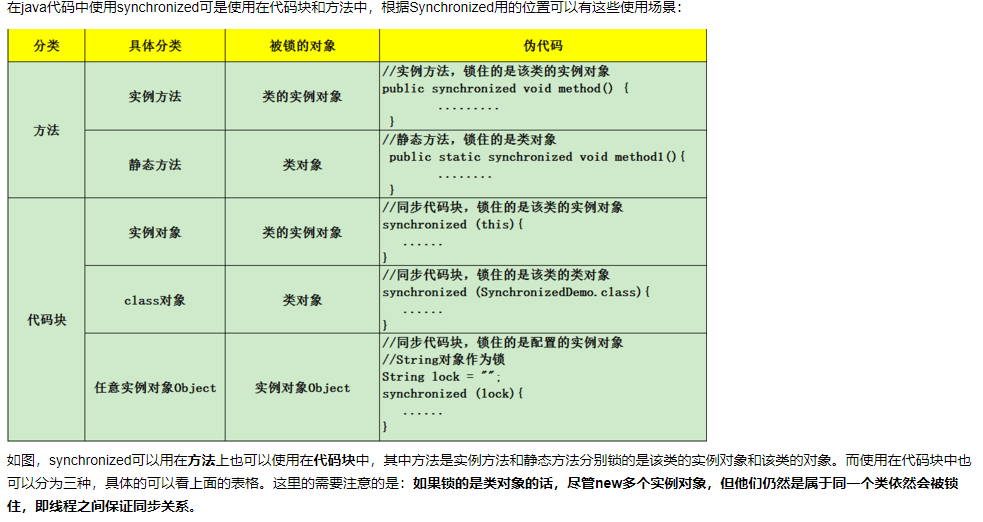 在java代码中使用synchronized可是使用在代码块和方法中，根据Synchronized用的位置可以有这些使用场景：
分类 具体分类 被锁的对象 伪代码
方法
实例方法 类的实例对象
//实例方法，锁住的是该类的实例对象
public synchronized void method() {
.........
}
静态方法 类对象
//静态方法，锁住的是类对象
public static synchronized void method1(){
........
}
代码块
实例对象 类的实例对象
//同步代码块，锁住的是该类的实例对象
synchronized (this){
......
}
class对象 类对象
//同步代码块，锁住的是该类的类对象
synchronized (SynchronizedDemo.class){
......
}
任意实例对象Object 实例对象Object
//同步代码块，锁住的是配置的实例对象
//String对象作为锁
String lock = "";
synchronized (lock){
......
}
如图，synchronized可以用在方法上也可以使用在代码块中，其中方法是实例方法和静态方法分别锁的是该类的实例对象和该类的对象。而使用在代码块中也
可以分为三种，具体的可以看上面的表格。这里的需要注意的是：如果锁的是类对象的话，尽管new多个实例对象，但他们仍然是属于同一个类依然会被锁
住，即线程之间保证同步关系。